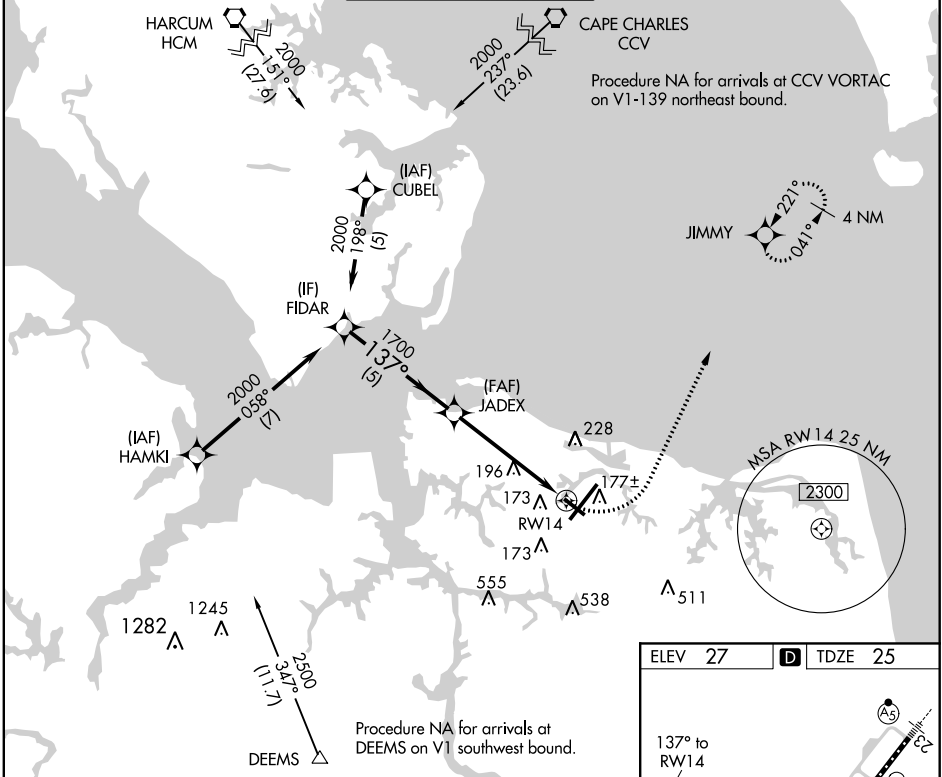 HARCUM
HCM
2000
151°
(27.6)
CAPE CHARLES
CCV
2000
237°
(23.6)
Procedure NA for arrivals at CCV VORTAC
on V1-139 northeast bound.
(IAF)
CUBEL
2000
198°
(5)
JIMMY
221°
041°
4 NM
(IF)
FIDAR
1700
137°
(5)
2000
058°
(7)
(IAF)
HAMKI
(FAF)
JADEX
228
196
177±
173
RW14
173
MSA RW14 25 NM
2300
555
538
511
1282
1245
2500
347°
(11.7)
DEEMS
Procedure NA for arrivals at
DEEMS on V1 southwest bound.
ELEV 27
D
TDZE 25
A5
23
137° to
RW14